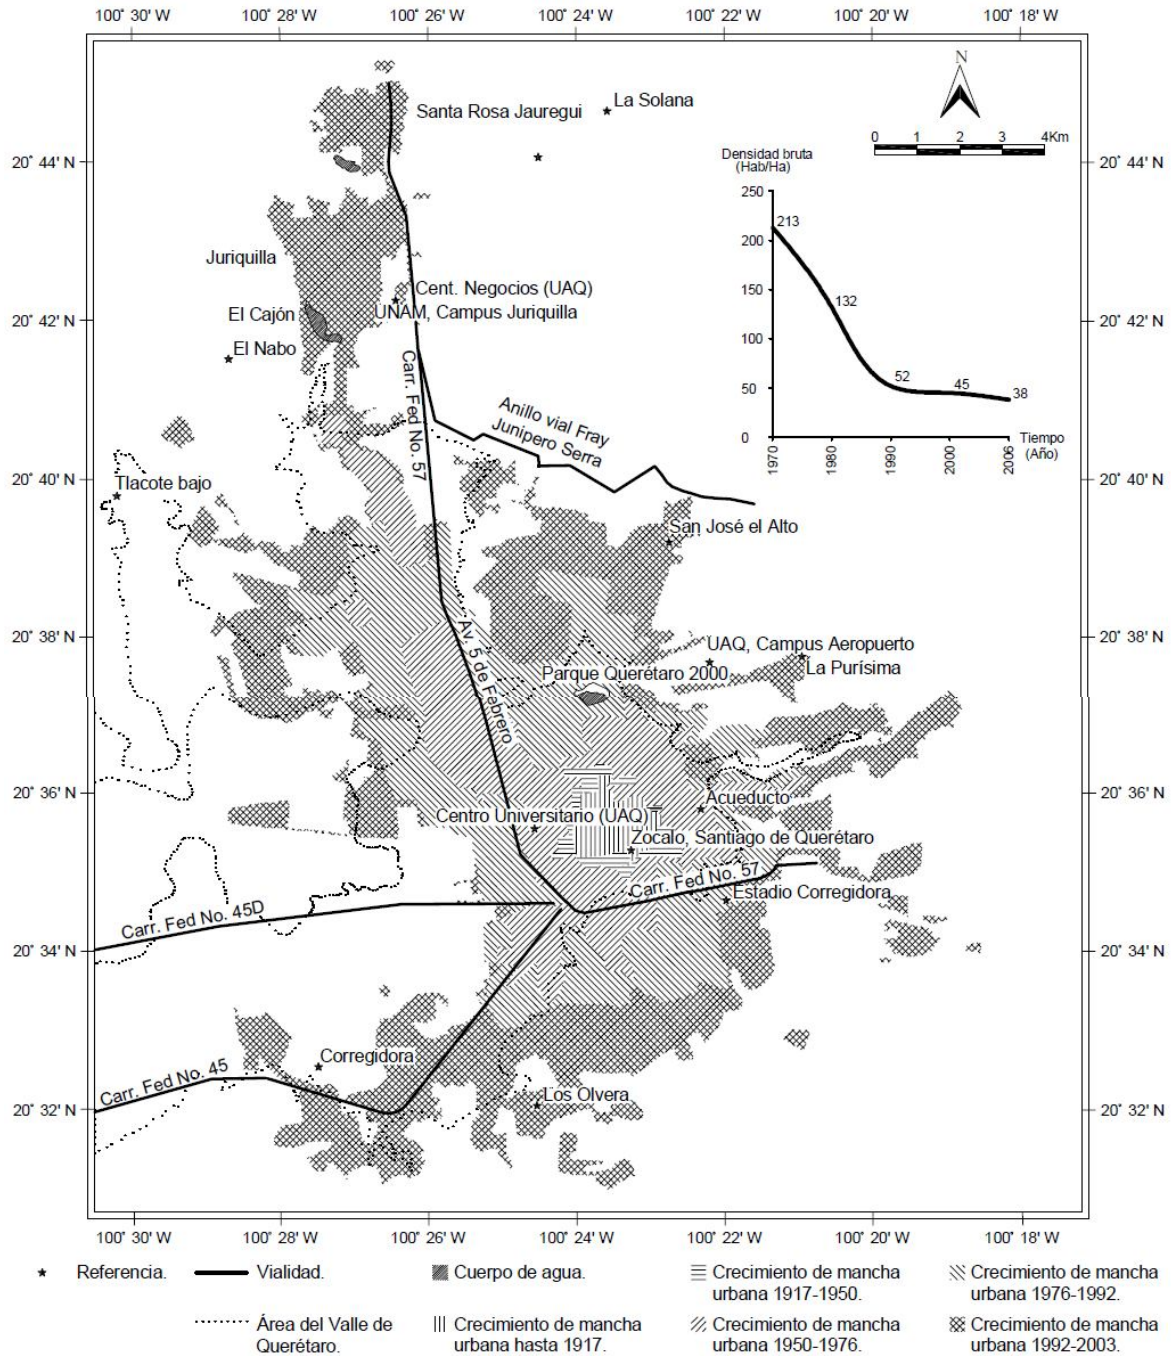 100° 30' W 100° 28' W 100° 26' W 100° 24' W 100° 22' W 100° 20' W 100° 18' W
N
La Solana
Santa Rosa Jauregui
0 1 2 3 4Km
20° 44' N
20° 44' N
Densidad bruta
(Hab/Ha)
250
213
200
150
132
100
50
52
45
38
0
1970
1980
1990
2000
2006
Tiempo
(Año)
Juriquilla
Cent. Negocios (UAQ)
UNAM, Campus Juriquilla
El Cajón
20° 42' N
20° 42' N
El Nabo
Carr. Fed No. 57
Anillo vial Fray
Junipero Serra
20° 40' N
20° 40' N
Tlacote bajo
San José el Alto
20° 38' N
20° 38' N
Av. 5 de Febrero
UAQ, Campus Aeropuerto
La Purísima
Parque Querétaro 2000
20° 36' N
20° 36' N
Acueducto
Centro Universitario (UAQ)
Zocalo, Santiago de Querétaro
Carr. Fed No. 57
Estadio Corregidora
Carr. Fed No. 45D
20° 34' N
20° 34' N
Corregidora
Carr. Fed No. 45
Los Olvera
20° 32' N
20° 32' N
100° 30' W 100° 28' W 100° 26' W 100° 24' W 100° 22' W 100° 20' W 100° 18' W
Referencia.
Vialidad.
Cuerpo de agua.
Crecimiento de mancha
urbana 1917-1950.
Crecimiento de mancha
urbana 1976-1992.
Área del Valle de
Querétaro.
Crecimiento de mancha
urbana hasta 1917.
Crecimiento de mancha
urbana 1950-1976.
Crecimiento de mancha
urbana 1992-2003.